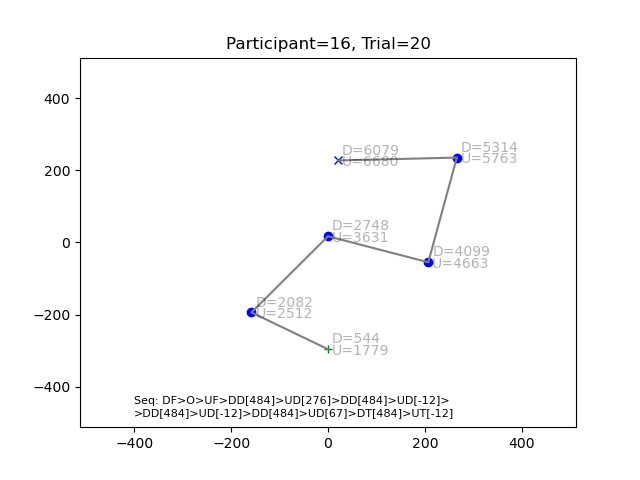 Participant=16, Trial=20
400
200
0
−200
−400
D=6079
U=6680
D=5314
U=5763
D=2748
U=3631
D=4099
U=4663
D=2082
U=2512
D=544
U=1779
Seq: DF>O>UF>DD[484]>UD[276]>DD[484]>UD[-12]>
>DD[484]>UD[-12]>DD[484]>UD[67]>DT[484]>UT[-12]
−400 −200 0 200 400